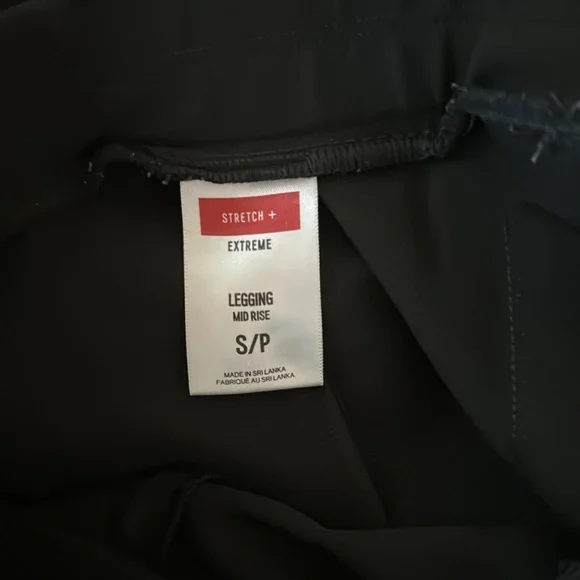 STRETCH +
EXTREME
LEGGING
MID RISE
S/P
MADE IN SRI LANKA
FABRIQUÉ AU SRI LANKA